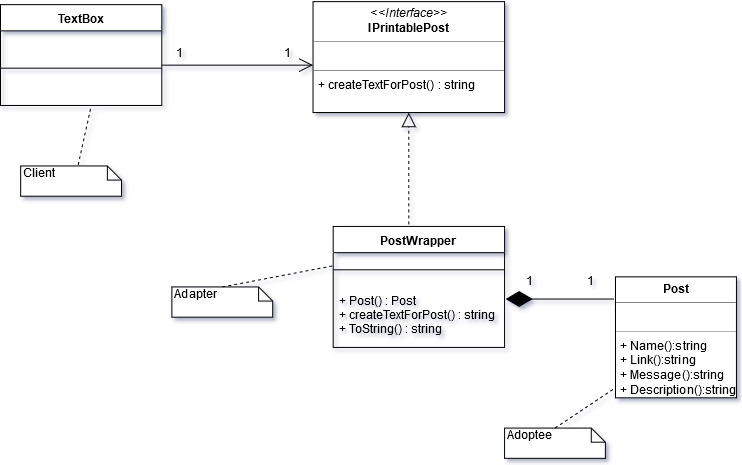 TextBox
<<Interface>>
IPrintablePost
1
1
+ createTextForPost() : string
Client
PostWrapper
Adapter
+ Post() : Post
+ createTextForPost() : string
+ ToString() : string
1
1
Post
+ Name():string
+ Link():string
+ Message():string
+ Description():string
Adoptee